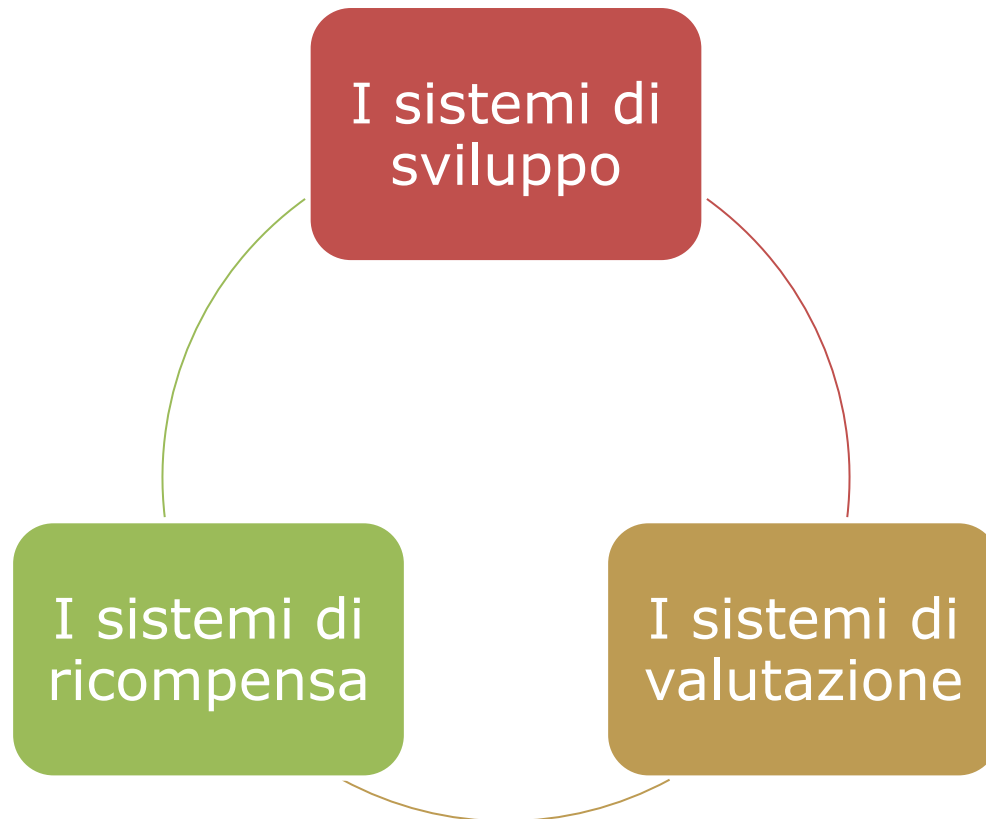 I sistemi di
sviluppo
I sistemi di
ricompensa
I sistemi di
valutazione